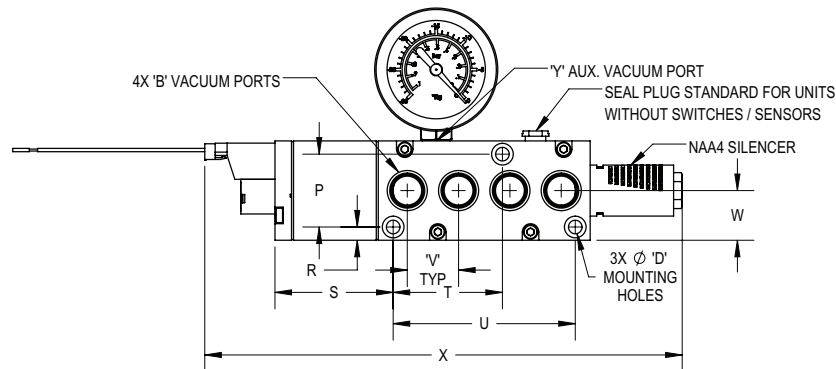 4X 'B' VACUUM PORTS
'Y' AUX. VACUUM PORT
SEAL PLUG STANDARD FOR UNITS
WITHOUT SWITCHES / SENSORS
NAA4 SILENCER
P
W
R
'V'
TYP
3X Ø 'D'
MOUNTING
HOLES
S
T
U
X